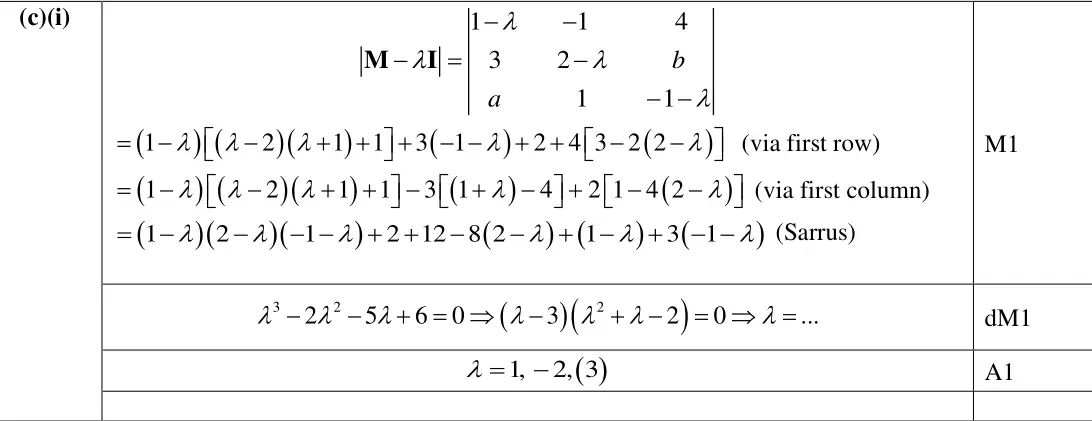 (c)(i)
|M − λI| = | 1−λ −1 4 |
| 3 2−λ b |
| a 1 −1−λ |
= (1−λ)[(λ−2)(λ+1)+1] + 3(−1−λ) + 2 + 4[3−2(2−λ)] (via first row) M1
= (1−λ)[(λ−2)(λ+1)+1] − 3[(1+λ)−4] + 2[1−4(2−λ)] (via first column)
= (1−λ)(2−λ)(−1−λ) + 2 + 12 − 8(2−λ) + (1−λ) + 3(−1−λ) (Sarrus)
λ³ − 2λ² − 5λ + 6 = 0 ⇒ (λ−3)(λ² + λ − 2) = 0 ⇒ λ = ... dM1
λ = 1, −2, (3) A1